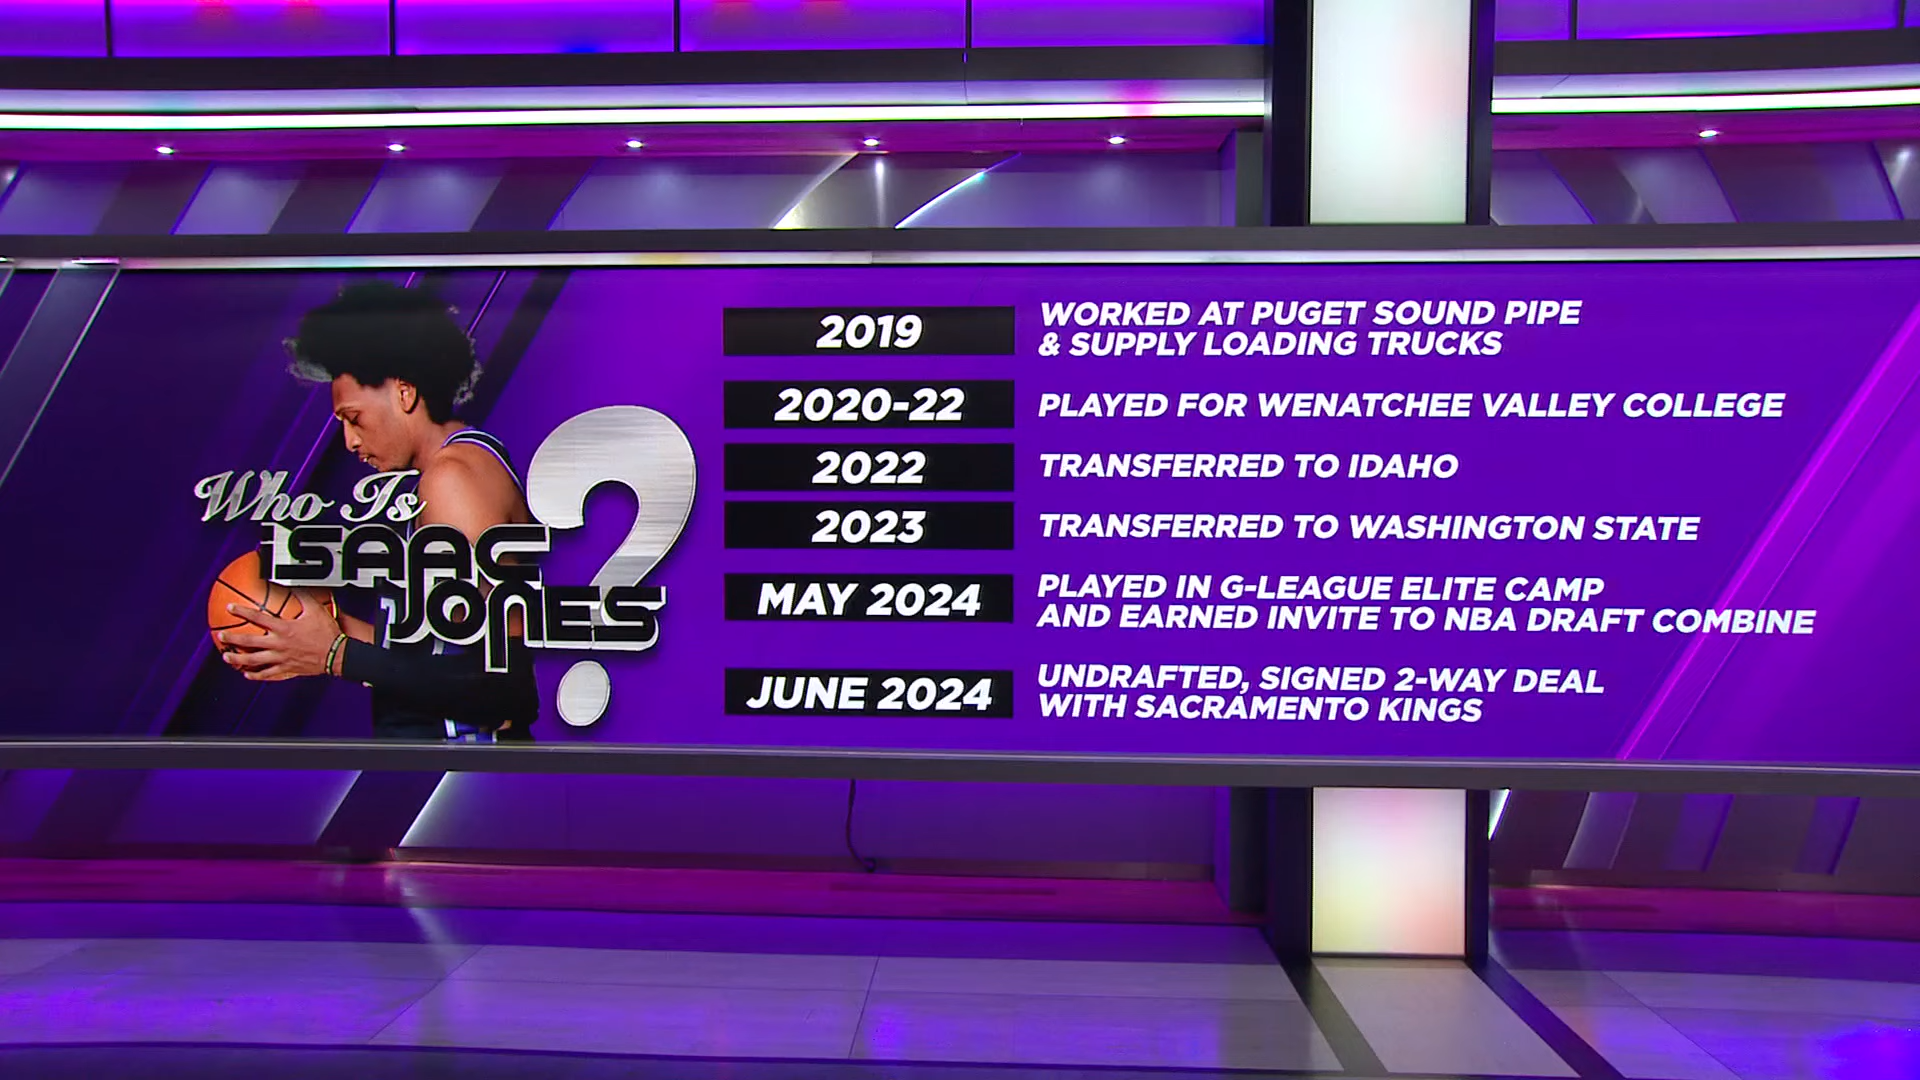 Who Is
ISAAC
JONES
?
2019
WORKED AT PUGET SOUND PIPE
& SUPPLY LOADING TRUCKS
2020-22
PLAYED FOR WENATCHEE VALLEY COLLEGE
2022
TRANSFERRED TO IDAHO
2023
TRANSFERRED TO WASHINGTON STATE
MAY 2024
PLAYED IN G-LEAGUE ELITE CAMP
AND EARNED INVITE TO NBA DRAFT COMBINE
JUNE 2024
UNDRAFTED, SIGNED 2-WAY DEAL
WITH SACRAMENTO KINGS